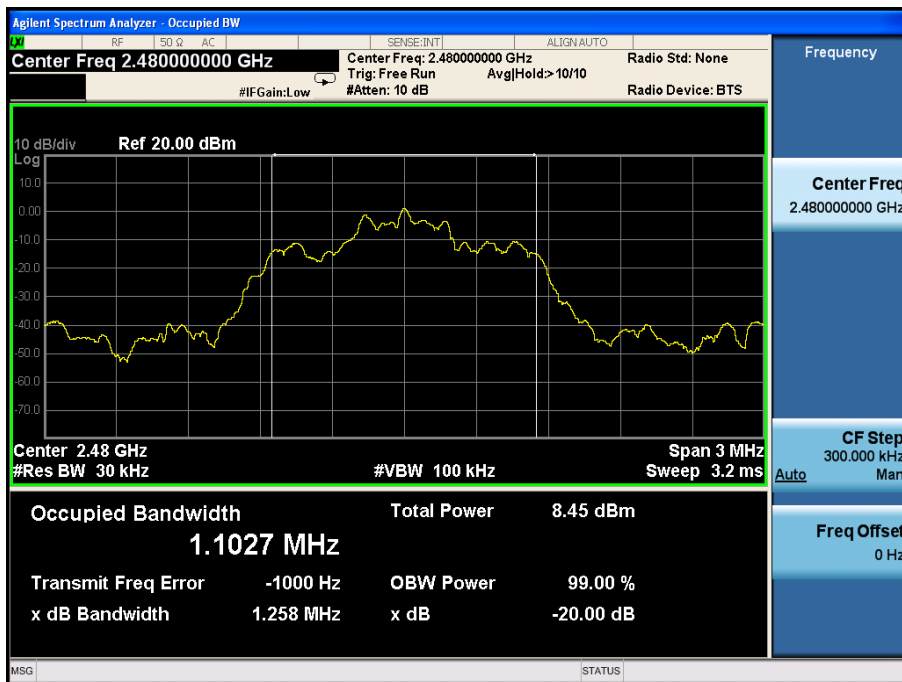 Agilent Spectrum Analyzer - Occupied BW
LXI RF 50 Ω AC SENSE:INT ALIGN AUTO
Center Freq 2.480000000 GHz
Center Freq: 2.480000000 GHz Radio Std: None
Trig: Free Run Avg|Hold:>10/10
#IFGain:Low #Atten: 10 dB Radio Device: BTS
Frequency
10 dB/div Ref 20.00 dBm
Log
10.0
0.00
-10.0
-20.0
-30.0
-40.0
-50.0
-60.0
-70.0
Center 2.48 GHz Span 3 MHz
#Res BW 30 kHz #VBW 100 kHz Sweep 3.2 ms
Occupied Bandwidth Total Power 8.45 dBm
1.1027 MHz
Transmit Freq Error -1000 Hz OBW Power 99.00 %
x dB Bandwidth 1.258 MHz x dB -20.00 dB
Center Freq
2.480000000 GHz
CF Step
300.000 kHz
Auto Man
Freq Offset
0 Hz
MSG STATUS